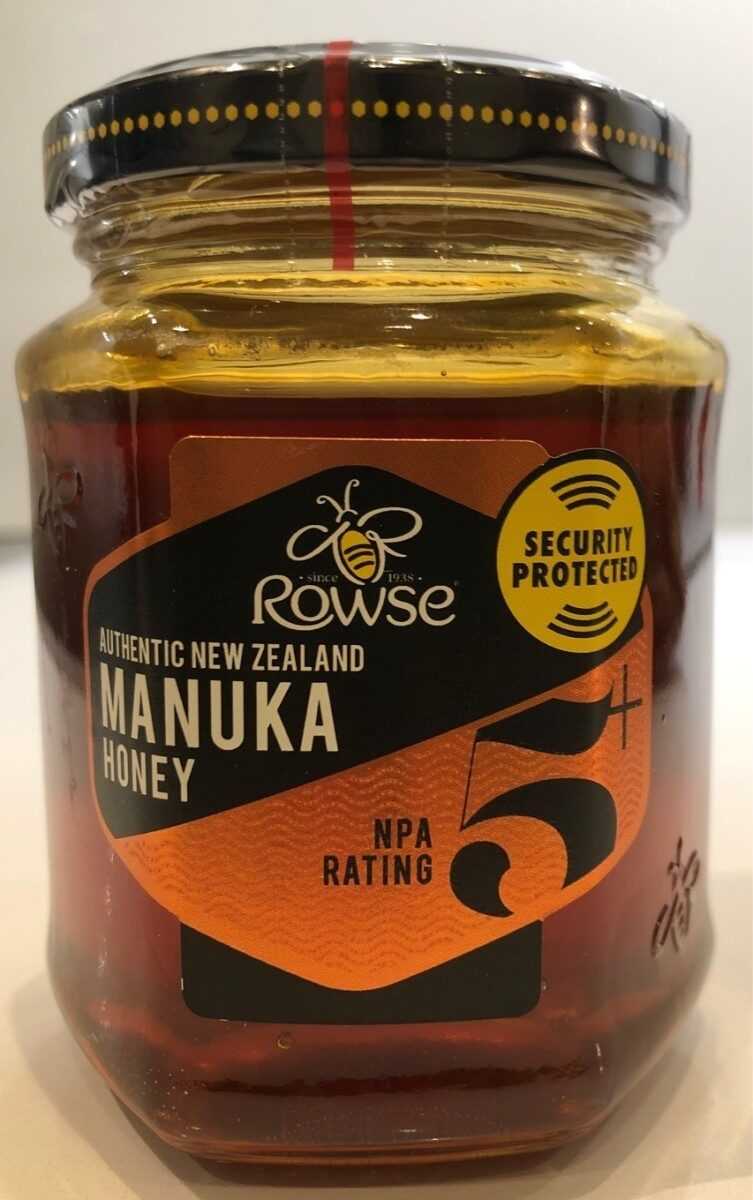 SECURITY
PROTECTED
· since 1938 ·
Rowse
AUTHENTIC NEW ZEALAND
MANUKA
HONEY
5+
NPA
RATING